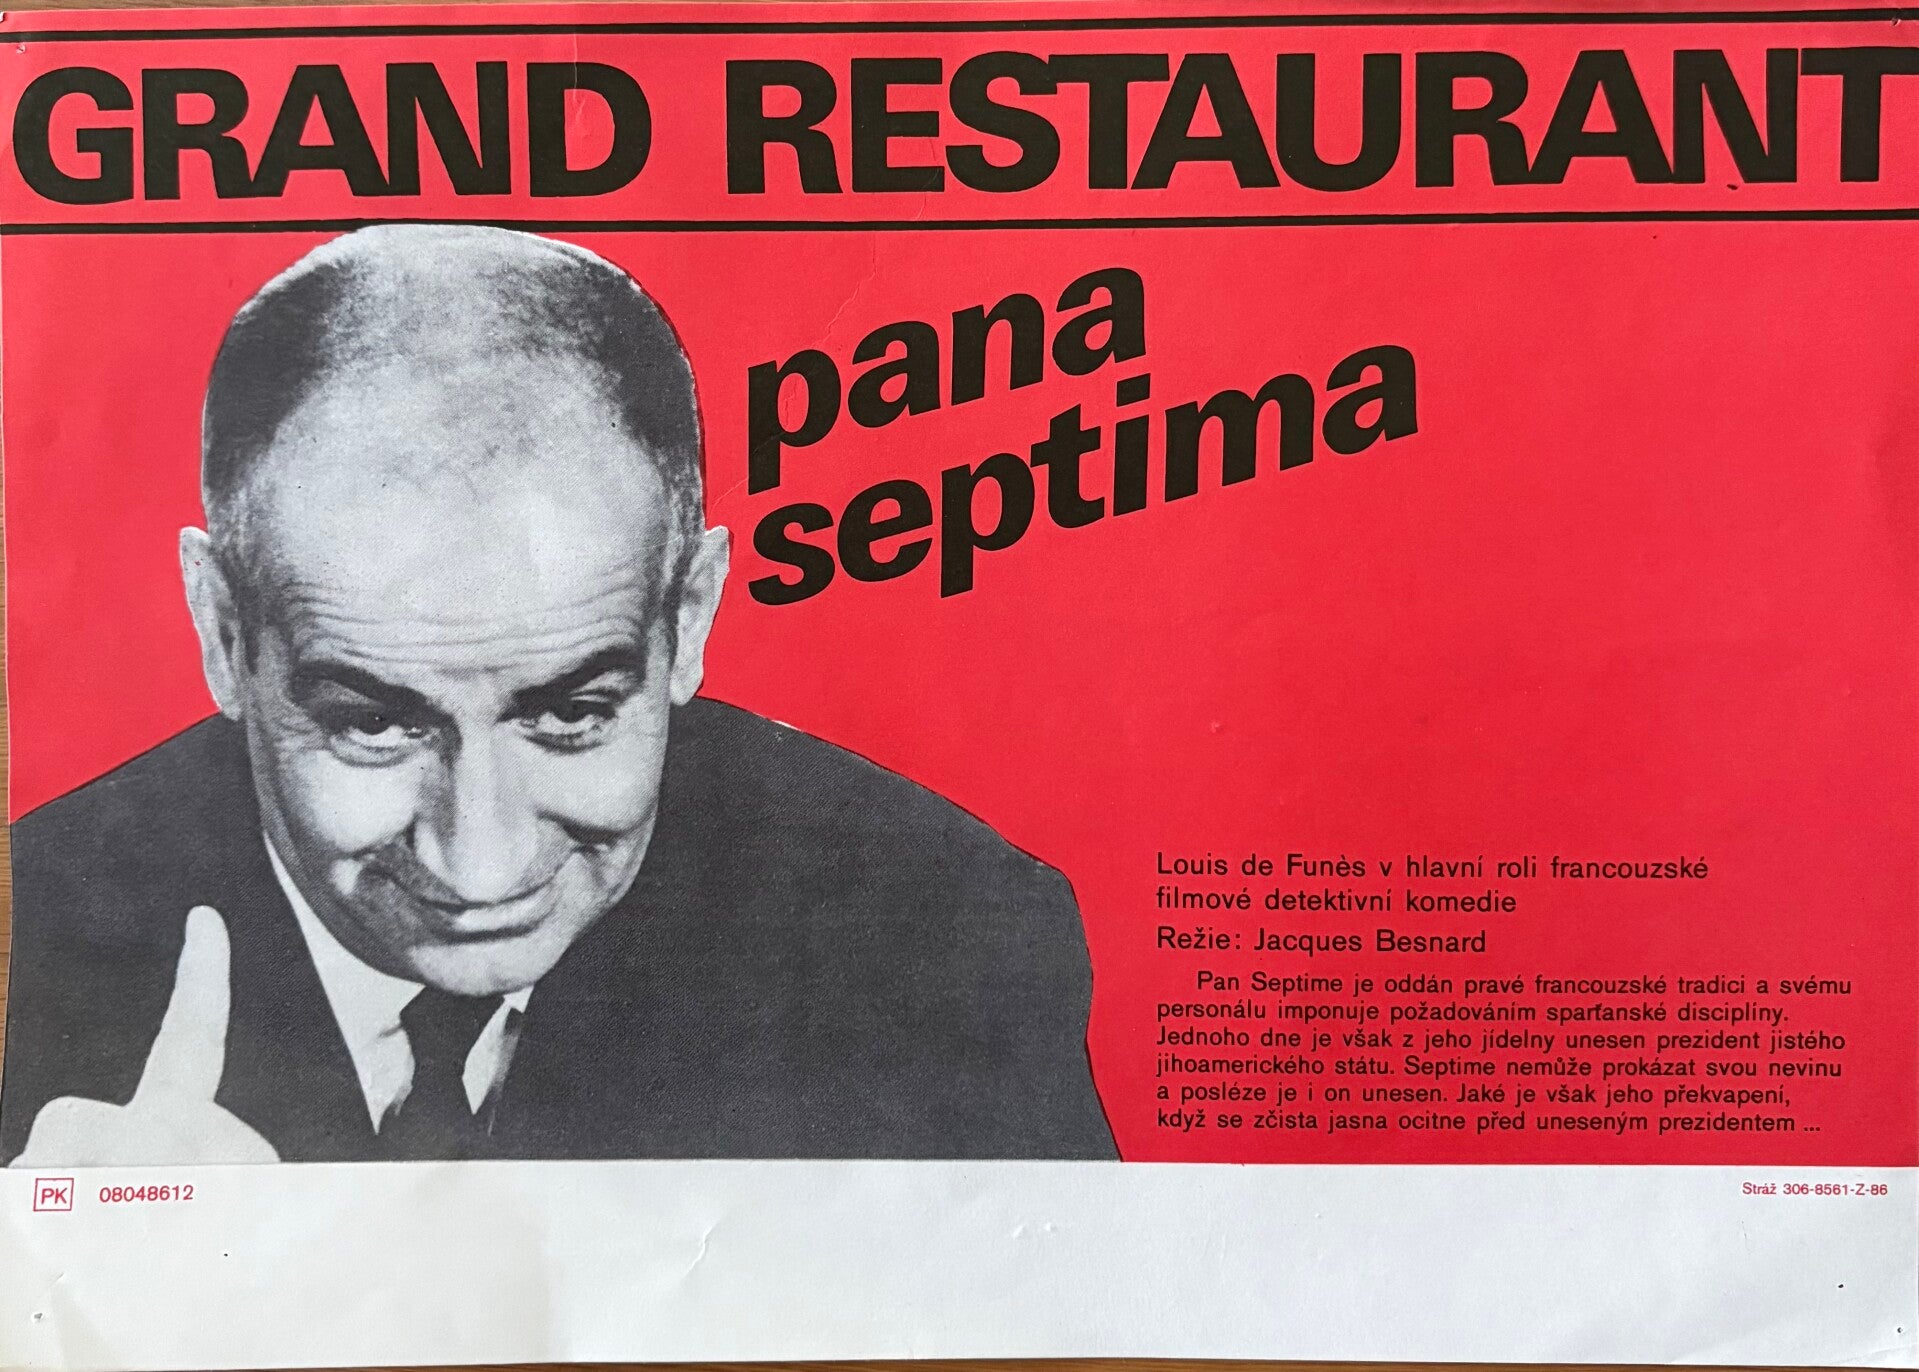 GRAND RESTAURANT
pana
septima
Louis de Funès v hlavní roli francouzské
filmové detektivní komedie
Režie: Jacques Besnard
Pan Septime je oddán pravé francouzské tradici a svému
personálu imponuje požadováním sparťanské disciplíny.
Jednoho dne je však z jeho jídelny unesen prezident jistého
jihoamerického státu. Septime nemůže prokázat svou nevinu
a posléze je i on unesen. Jaké je však jeho překvapení,
když se zčista jasna ocitne před uneseným prezidentem ...
PK 08048612
Stráž 306-8561-Z-86